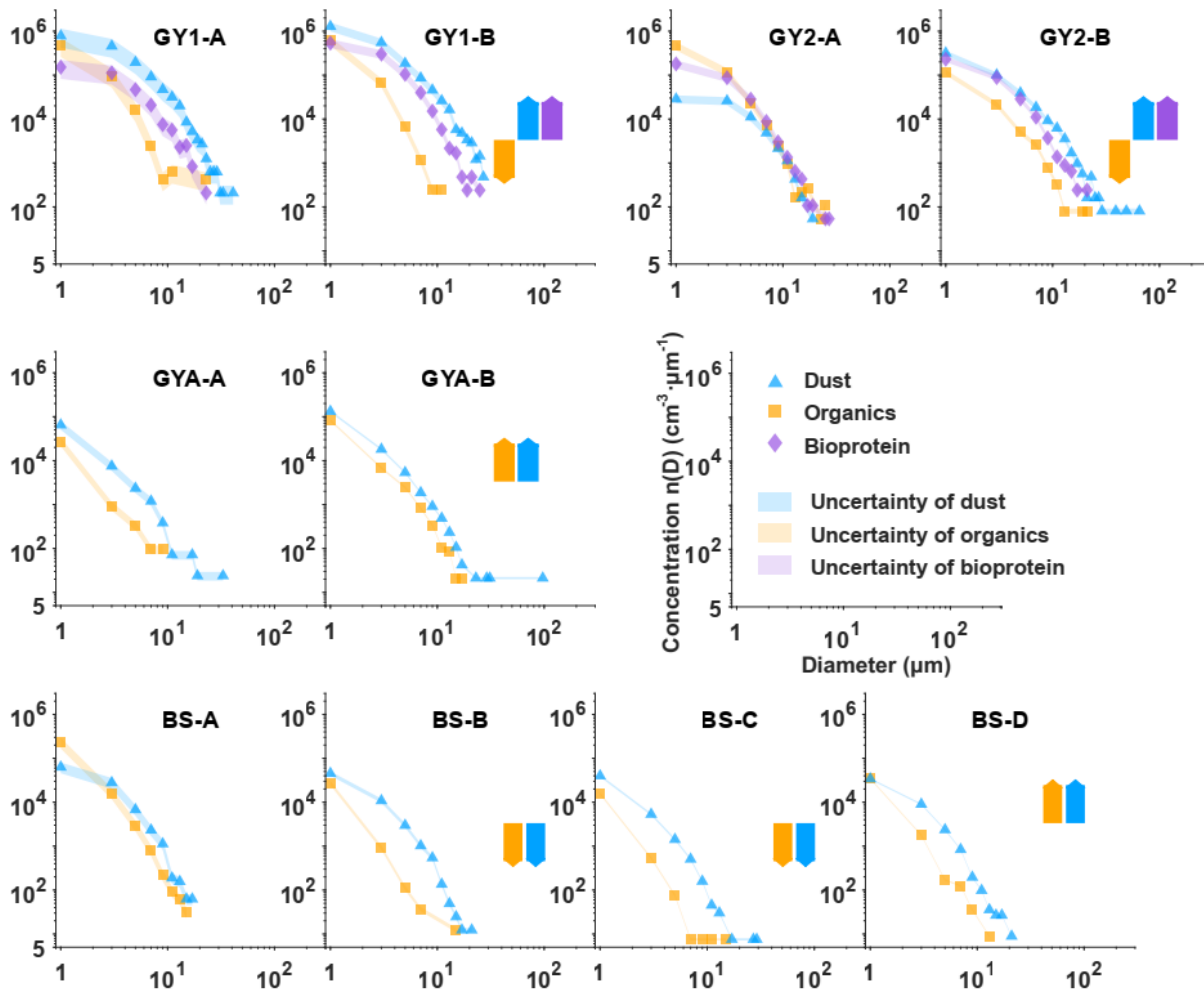 GY1-A GY1-B GY2-A GY2-B
10⁶ 10⁶ 10⁶ 10⁶
10⁴ 10⁴ 10⁴ 10⁴
10² 10² 10² 10²
5 5 5 5
1 10¹ 10² 1 10¹ 10² 1 10¹ 10² 1 10¹ 10²
GYA-A GYA-B
10⁶ 10⁶ 10⁶
10⁴ 10⁴ 10⁴
10² 10² 10²
5 5 5
1 10¹ 10² 1 10¹ 10² 1 10¹ 10²
Concentration n(D) (cm⁻³·µm⁻¹)
Dust
Organics
Bioprotein
Uncertainty of dust
Uncertainty of organics
Uncertainty of bioprotein
Diameter (µm)
BS-A BS-B BS-C BS-D
10⁶ 10⁶ 10⁶ 10⁶
10⁴ 10⁴ 10⁴ 10⁴
10² 10² 10² 10²
5 5 5 5
1 10¹ 10² 1 10¹ 10² 1 10¹ 10² 1 10¹ 10²